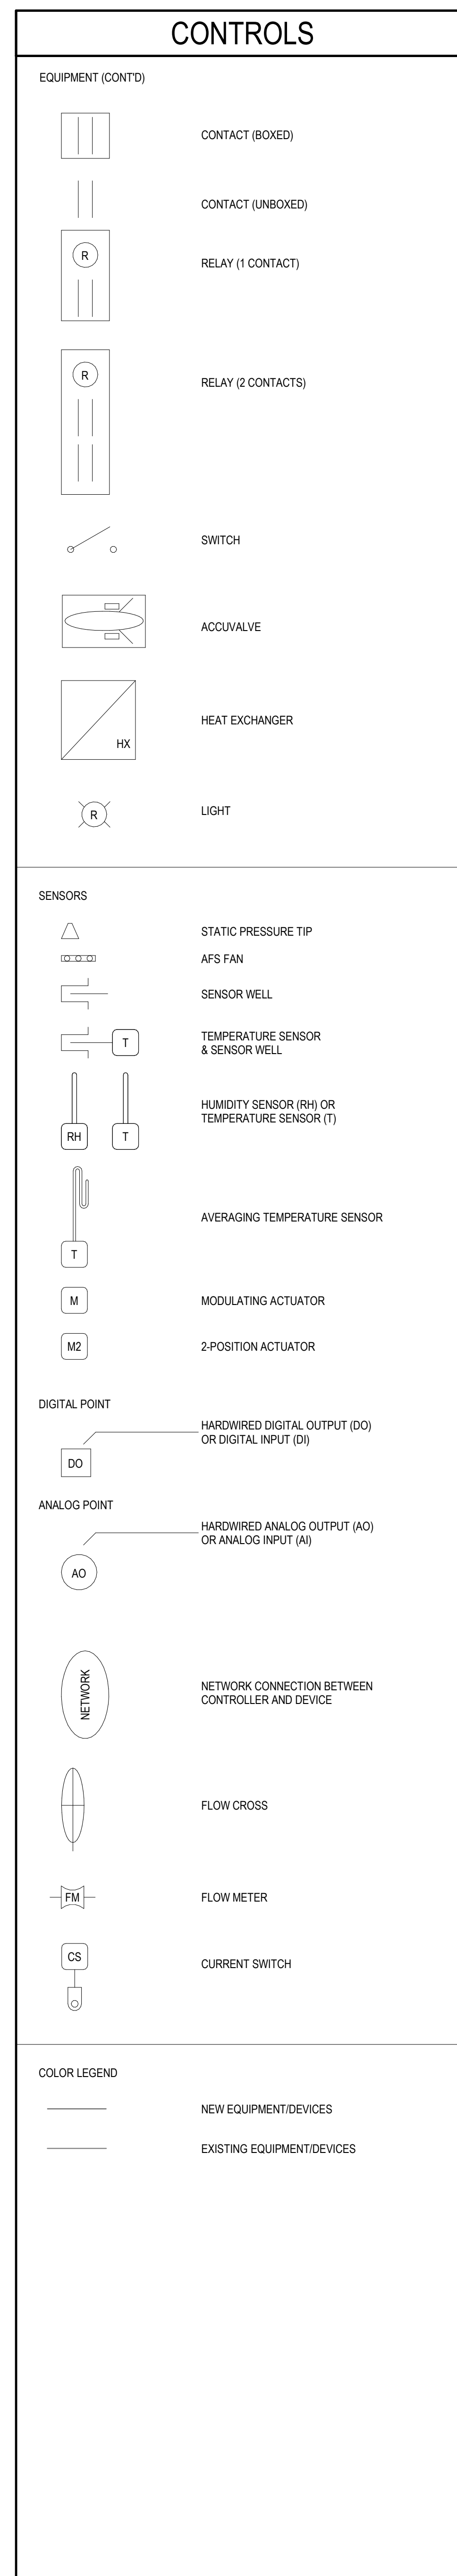 CONTROLS
EQUIPMENT (CONT'D)
CONTACT (BOXED)
CONTACT (UNBOXED)
R
RELAY (1 CONTACT)
R
RELAY (2 CONTACTS)
SWITCH
ACCUVALVE
HEAT EXCHANGER
HX
R
LIGHT
SENSORS
STATIC PRESSURE TIP
AFS FAN
SENSOR WELL
T
TEMPERATURE SENSOR
& SENSOR WELL
RH
T
HUMIDITY SENSOR (RH) OR
TEMPERATURE SENSOR (T)
AVERAGING TEMPERATURE SENSOR
T
M
MODULATING ACTUATOR
M2
2-POSITION ACTUATOR
DIGITAL POINT
HARDWIRED DIGITAL OUTPUT (DO)
OR DIGITAL INPUT (DI)
DO
ANALOG POINT
HARDWIRED ANALOG OUTPUT (AO)
OR ANALOG INPUT (AI)
AO
NETWORK
NETWORK CONNECTION BETWEEN
CONTROLLER AND DEVICE
FLOW CROSS
FM
FLOW METER
CS
CURRENT SWITCH
COLOR LEGEND
NEW EQUIPMENT/DEVICES
EXISTING EQUIPMENT/DEVICES